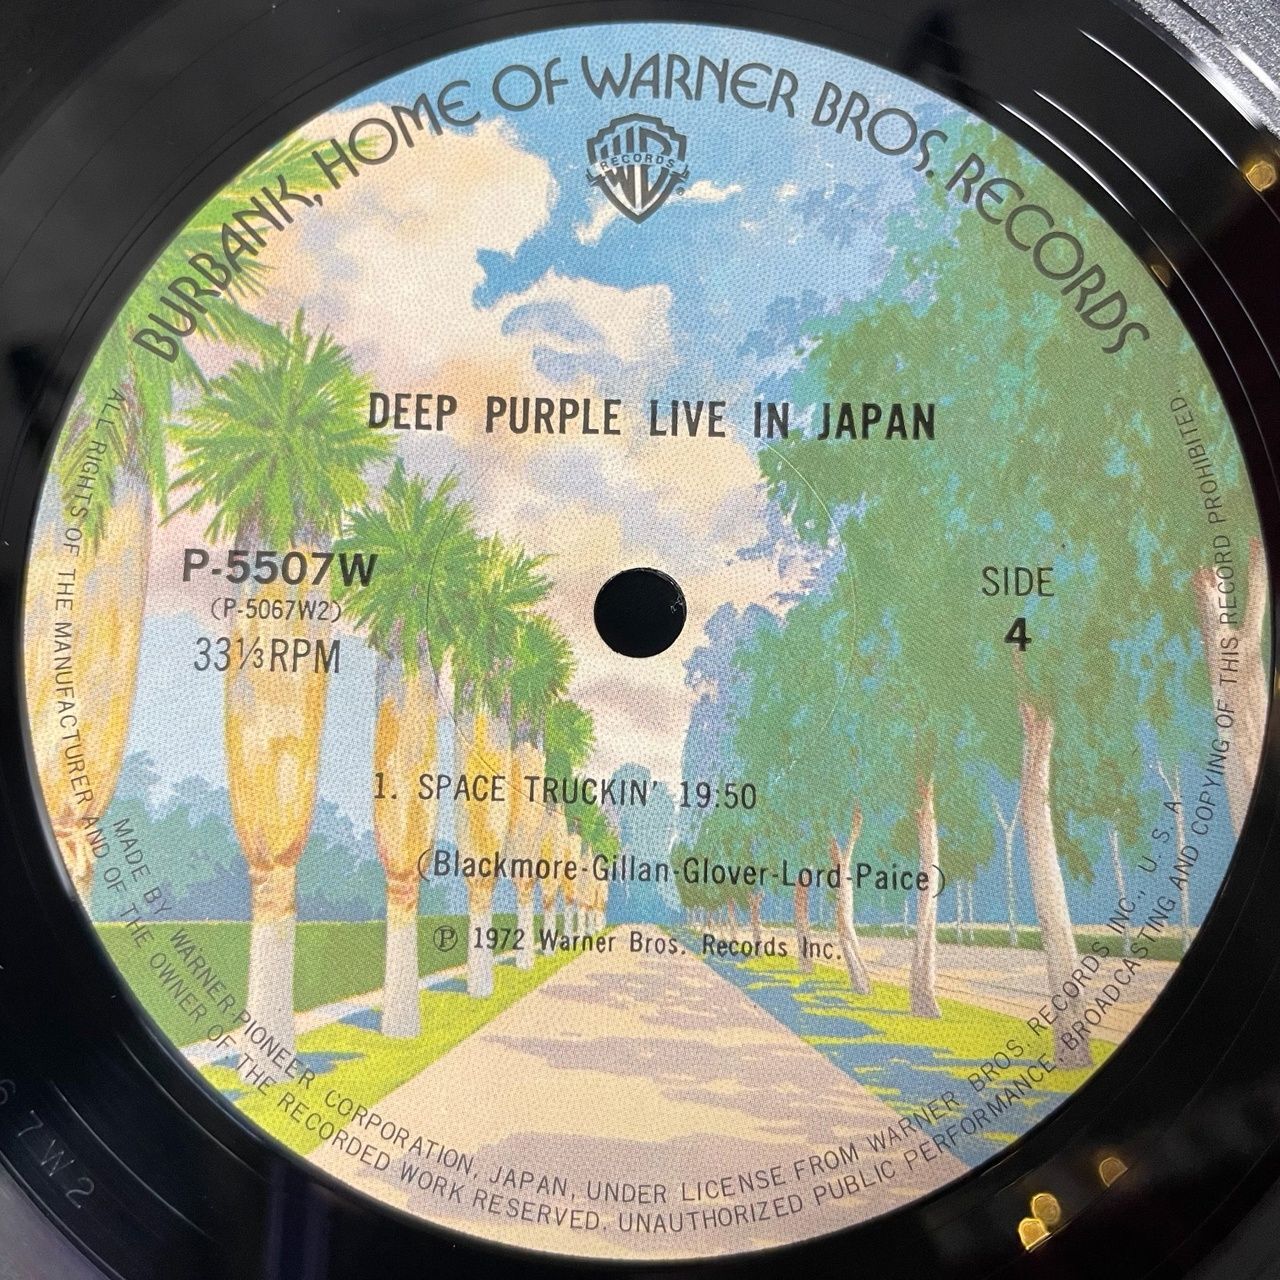 BURBANK, HOME OF WARNER BROS. RECORDS
RECORDS
DEEP PURPLE LIVE IN JAPAN
P-5507W
(P-5067W2)
33⅓RPM
SIDE
4
1. SPACE TRUCKIN' 19:50
(Blackmore-Gillan-Glover-Lord-Paice)
Ⓟ 1972 Warner Bros. Records Inc.
MADE BY WARNER-PIONEER CORPORATION, JAPAN, UNDER LICENSE FROM WARNER BROS. RECORDS INC., U. S. A.
ALL RIGHTS OF THE MANUFACTURER AND OF THE OWNER OF THE RECORDED WORK RESERVED. UNAUTHORIZED PUBLIC PERFORMANCE, BROADCASTING AND COPYING OF THIS RECORD PROHIBITED.
67W2